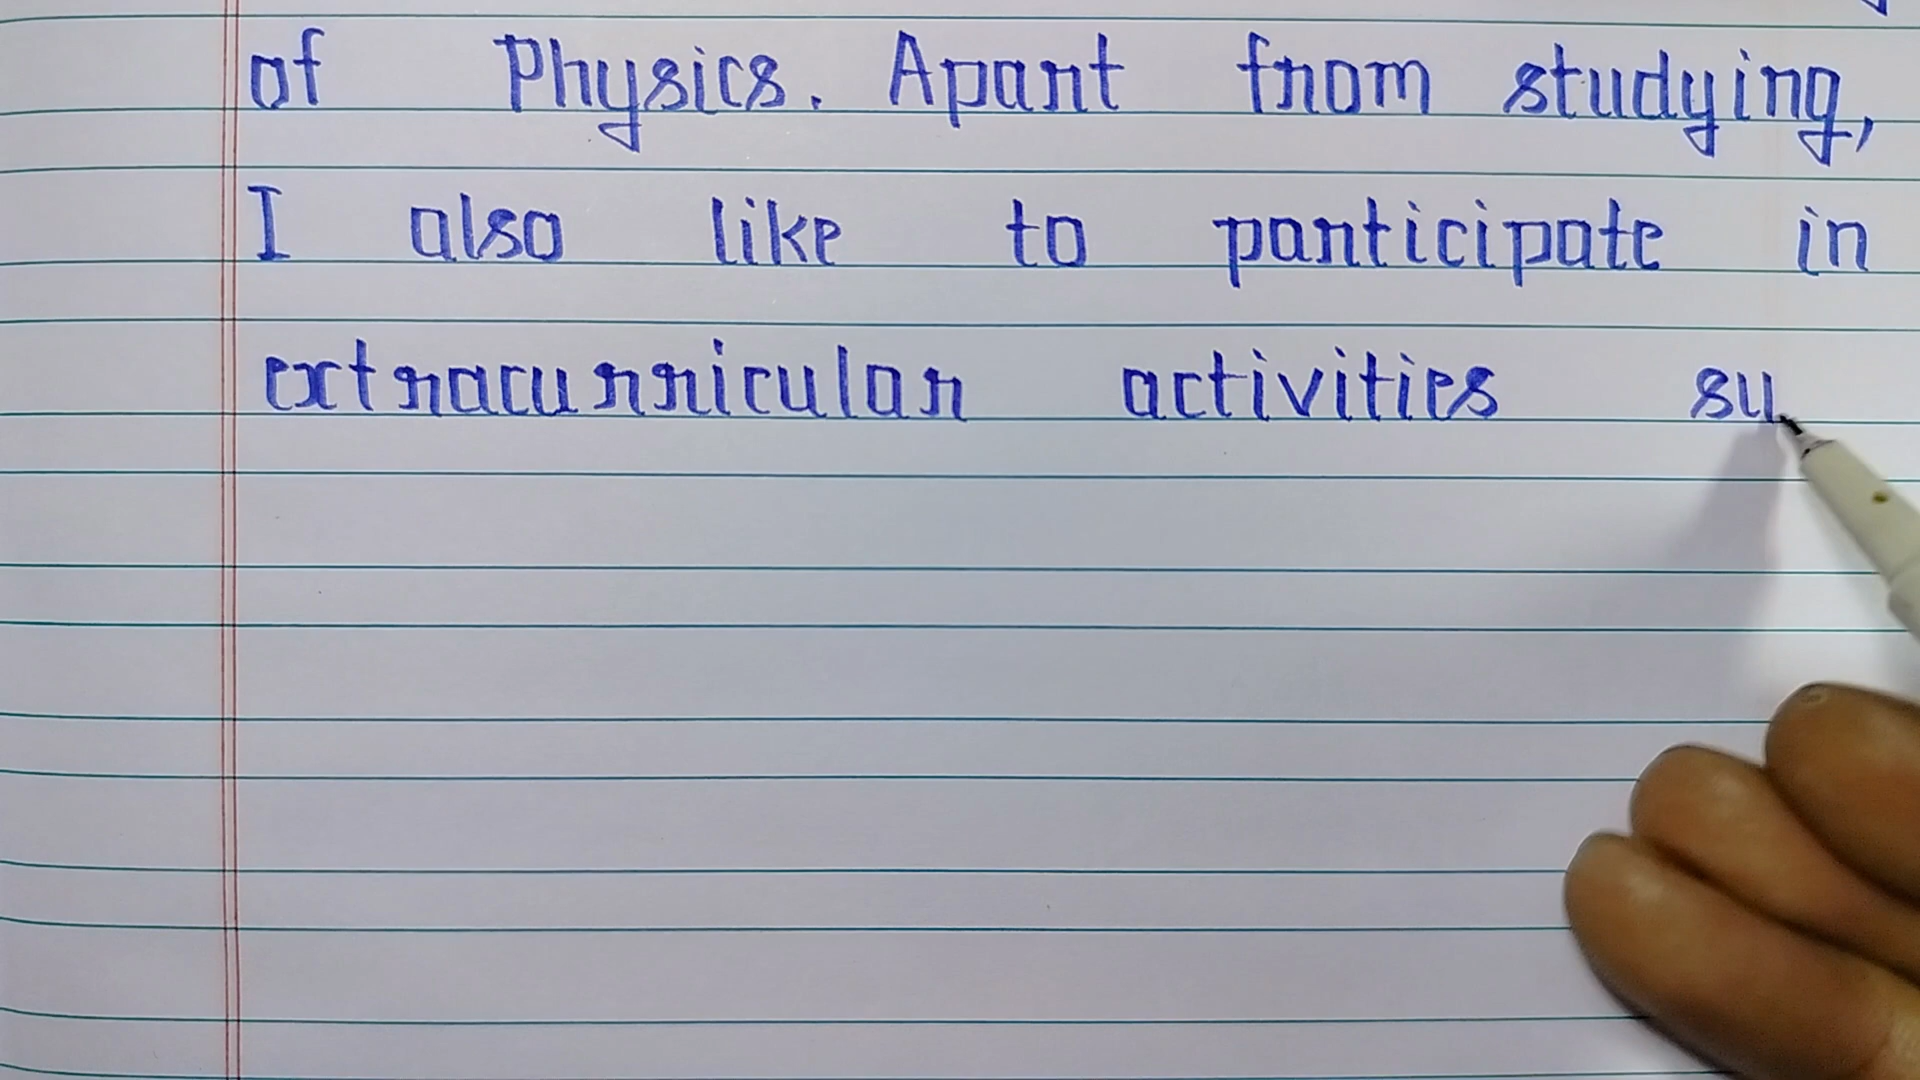 of Physics. Apart from studying,
I also like to participate in
extracurricular activities su